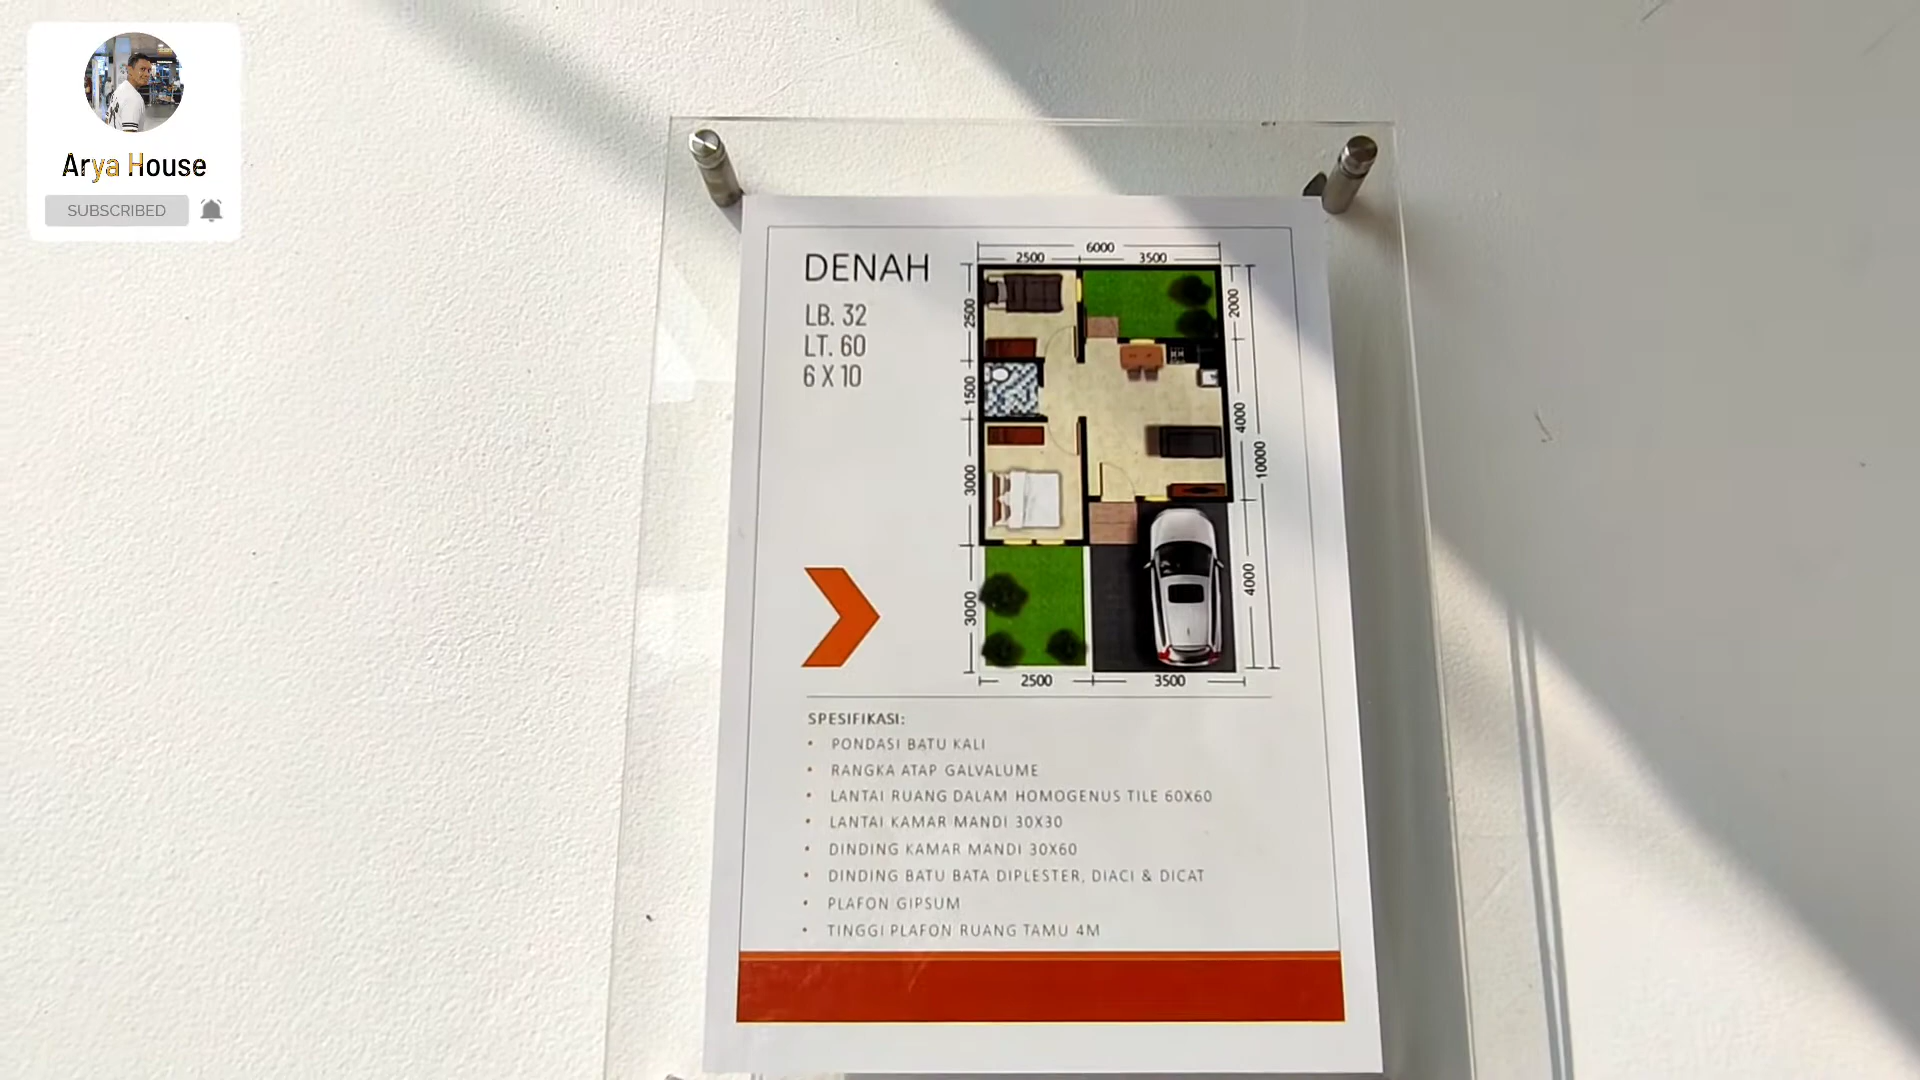 Arya House
SUBSCRIBED
DENAH
LB. 32
LT. 60
6 X 10
6000
2500
3500
2500
1500
3000
3000
2000
4000
10000
4000
2500
3500
SPESIFIKASI:
• PONDASI BATU KALI
• RANGKA ATAP GALVALUME
• LANTAI RUANG DALAM HOMOGENUS TILE 60X60
• LANTAI KAMAR MANDI 30X30
• DINDING KAMAR MANDI 30X60
• DINDING BATU BATA DIPLESTER, DIACI & DICAT
• PLAFON GIPSUM
• TINGGI PLAFON RUANG TAMU 4M